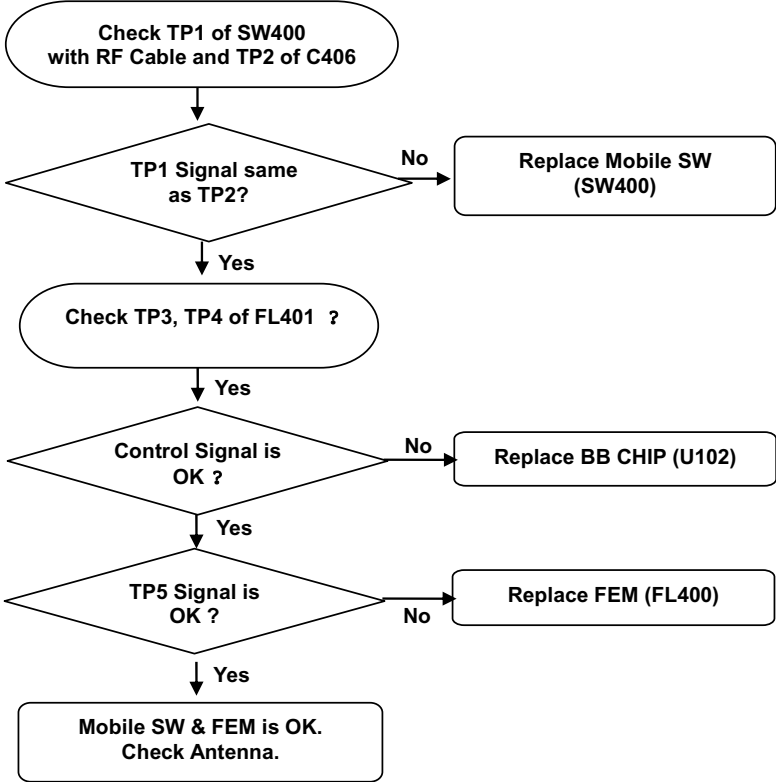 Check TP1 of SW400
with RF Cable and TP2 of C406
TP1 Signal same
as TP2?
No
Replace Mobile SW
(SW400)
Yes
Check TP3, TP4 of FL401 ?
Yes
Control Signal is
OK ?
No
Replace BB CHIP (U102)
Yes
TP5 Signal is
OK ?
No
Replace FEM (FL400)
Yes
Mobile SW & FEM is OK.
Check Antenna.